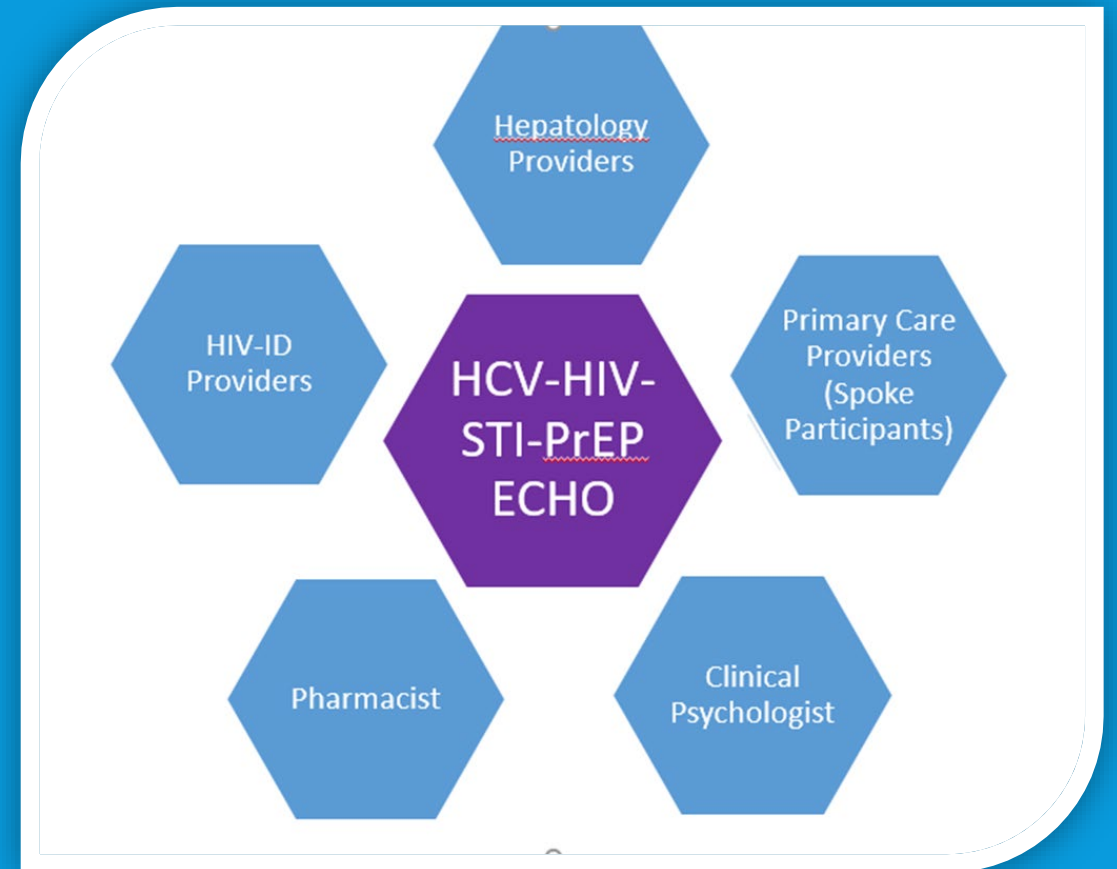 Hepatology
Providers
HIV-ID
Providers
Primary Care
Providers
(Spoke
Participants)
HCV-HIV-
STI-PrEP
ECHO
Pharmacist
Clinical
Psychologist